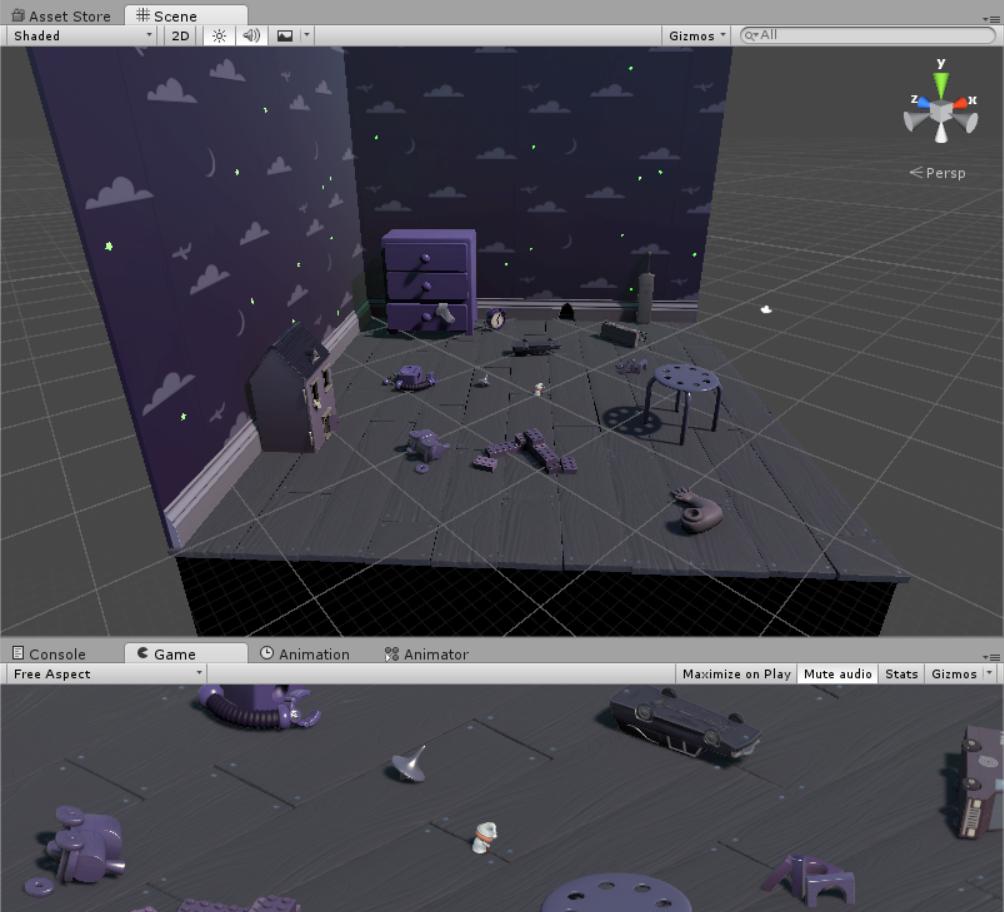 Asset Store Scene
Shaded 2D Gizmos All
y
z x
Persp
Console Game Animation Animator
Free Aspect Maximize on Play Mute audio Stats Gizmos